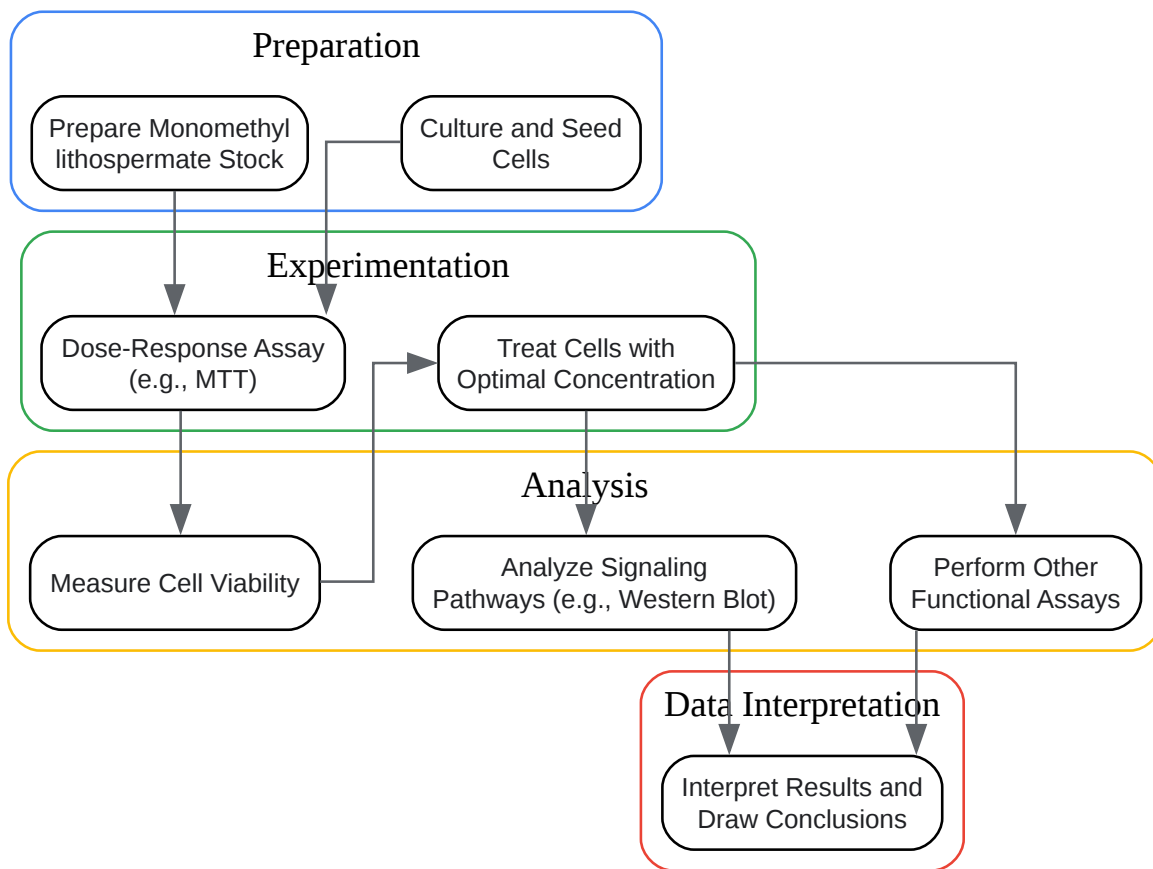 Preparation
Prepare Monomethyl
lithospermate Stock
Culture and Seed
Cells
Experimentation
Dose-Response Assay
(e.g., MTT)
Treat Cells with
Optimal Concentration
Analysis
Measure Cell Viability
Analyze Signaling
Pathways (e.g., Western Blot)
Perform Other
Functional Assays
Data Interpretation
Interpret Results and
Draw Conclusions